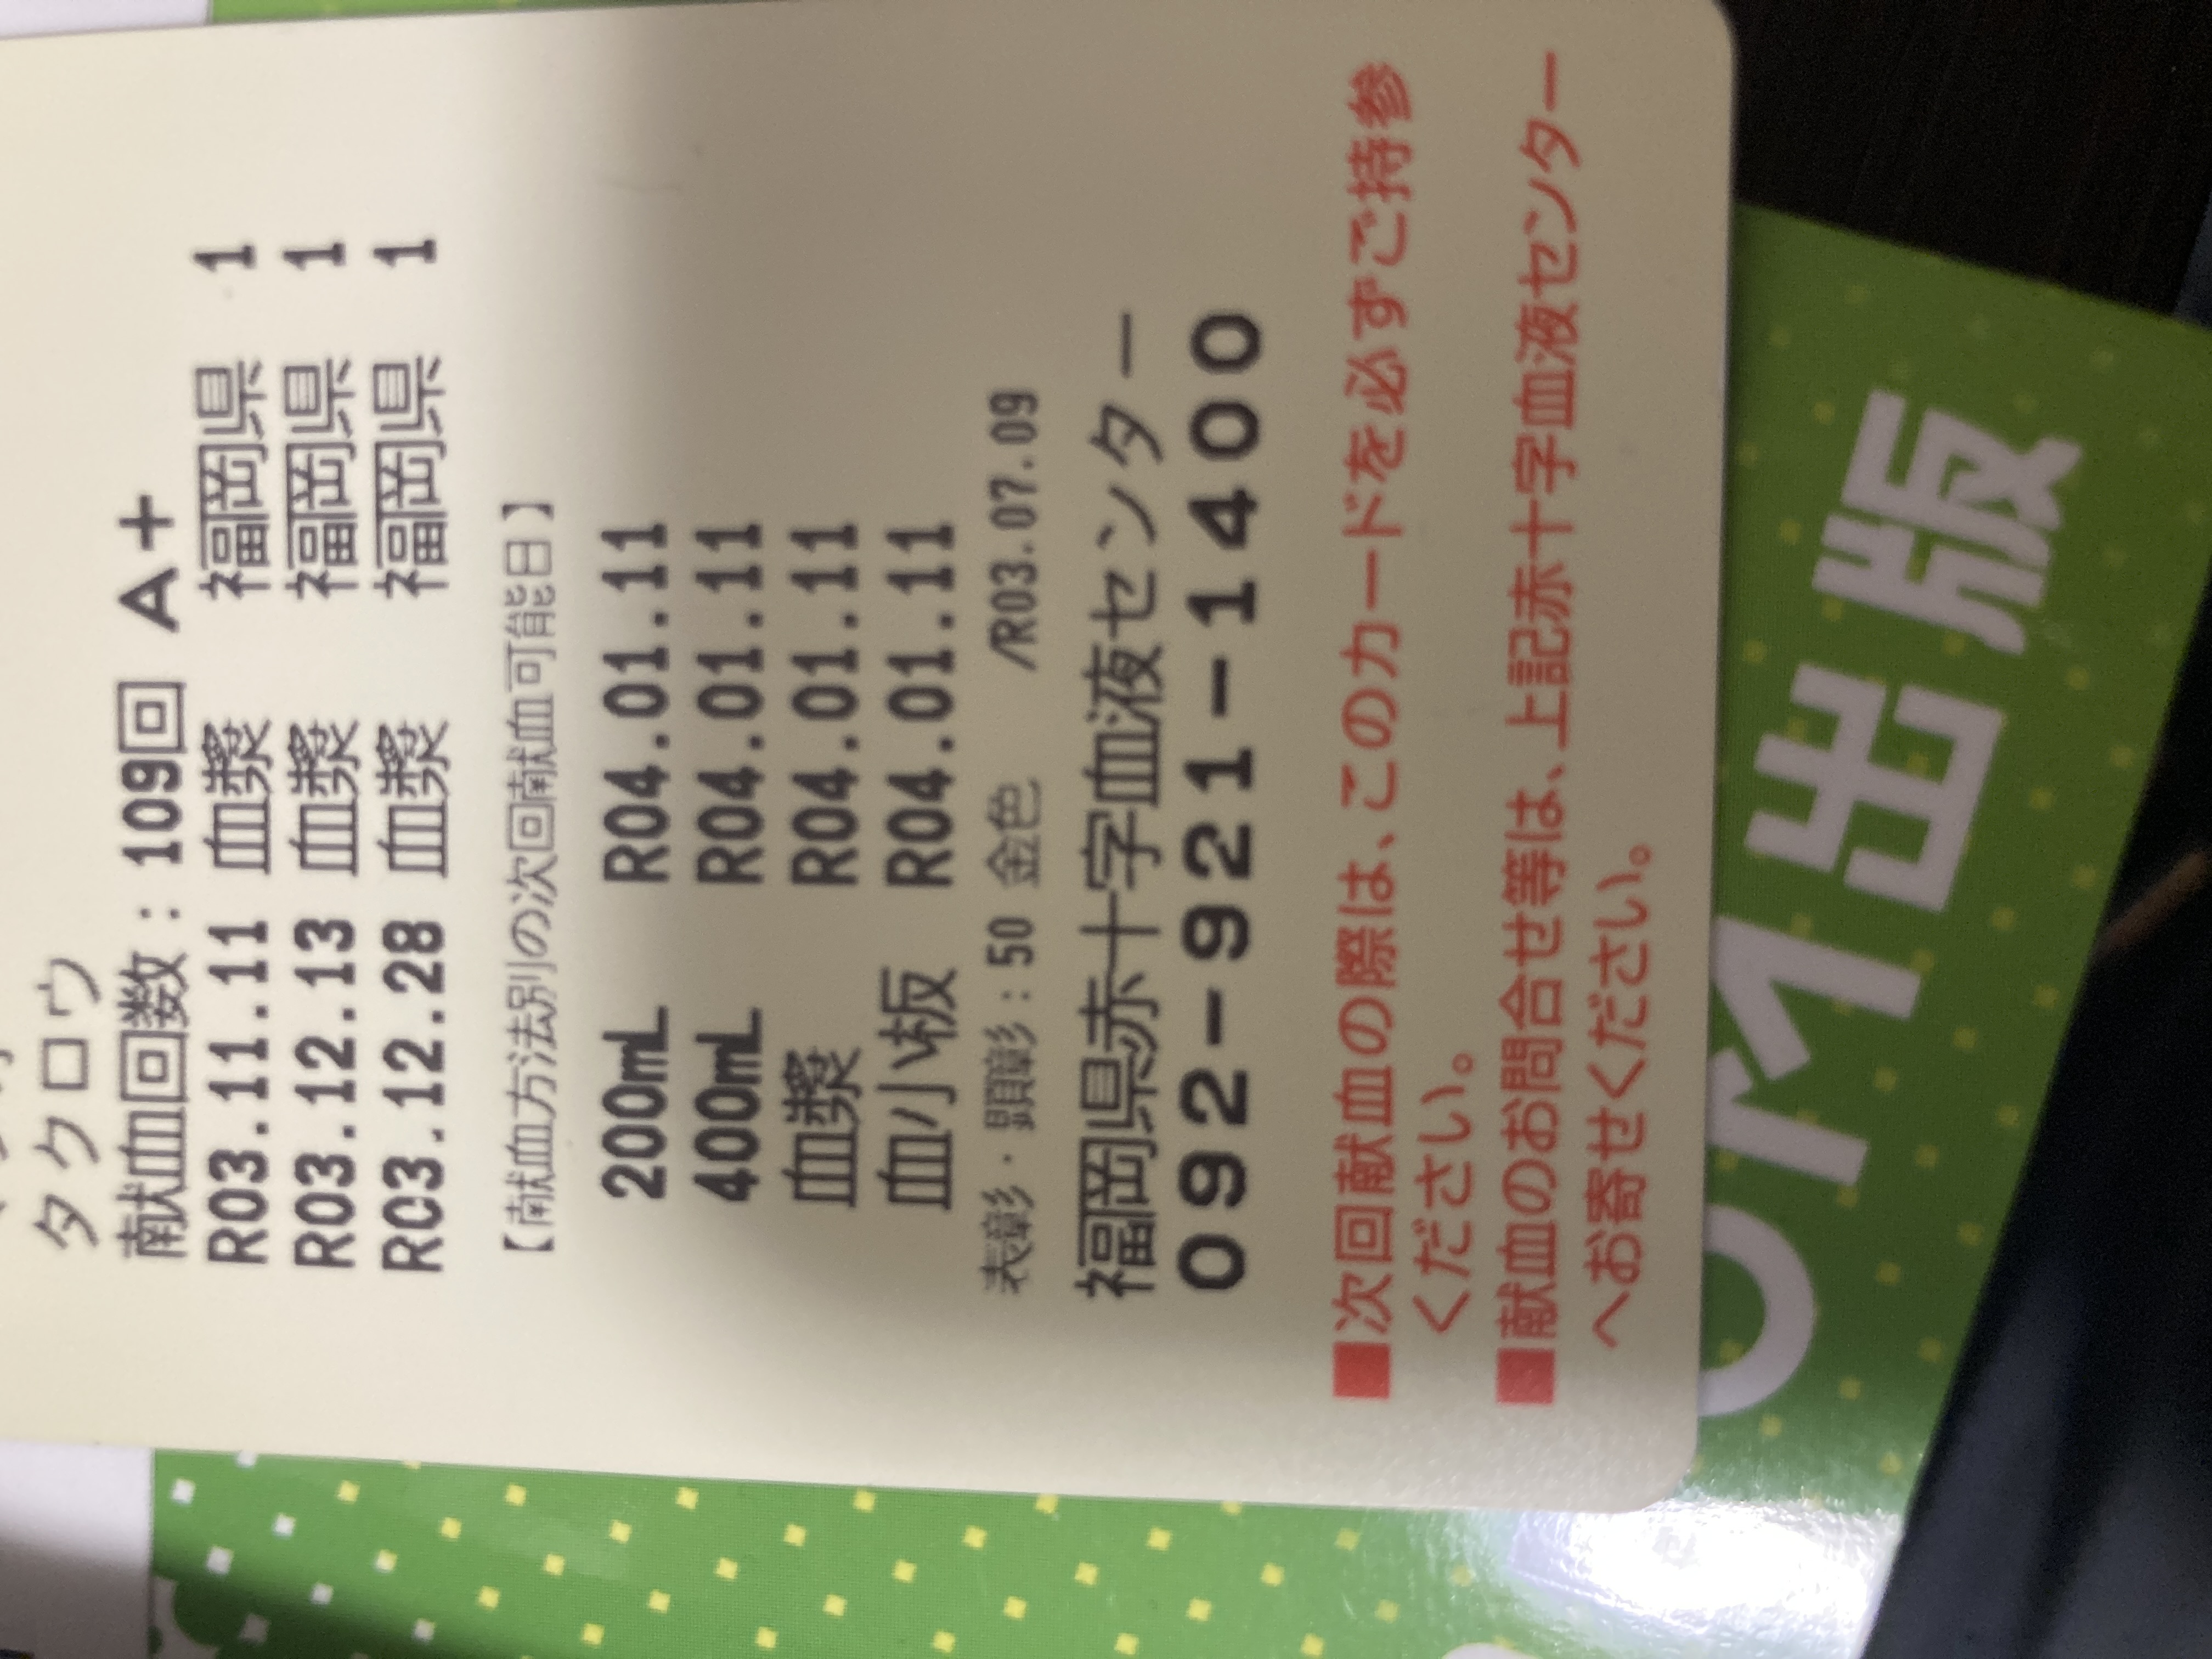 タクロウ
献血回数：109回 A+
R03.11.11 血漿 福岡県 1
R03.12.13 血漿 福岡県 1
R03.12.28 血漿 福岡県 1
【献血方法別の次回献血可能日】
200mL R04.01.11
400mL R04.01.11
血漿 R04.01.11
血小板 R04.01.11
表彰・顕彰：50 金色 /R03.07.09
福岡県赤十字血液センター
092-921-1400
■次回献血の際は、このカードを必ずご持参
ください。
■献血のお問合せ等は、上記赤十字血液センター
へお寄せください。
OM出版